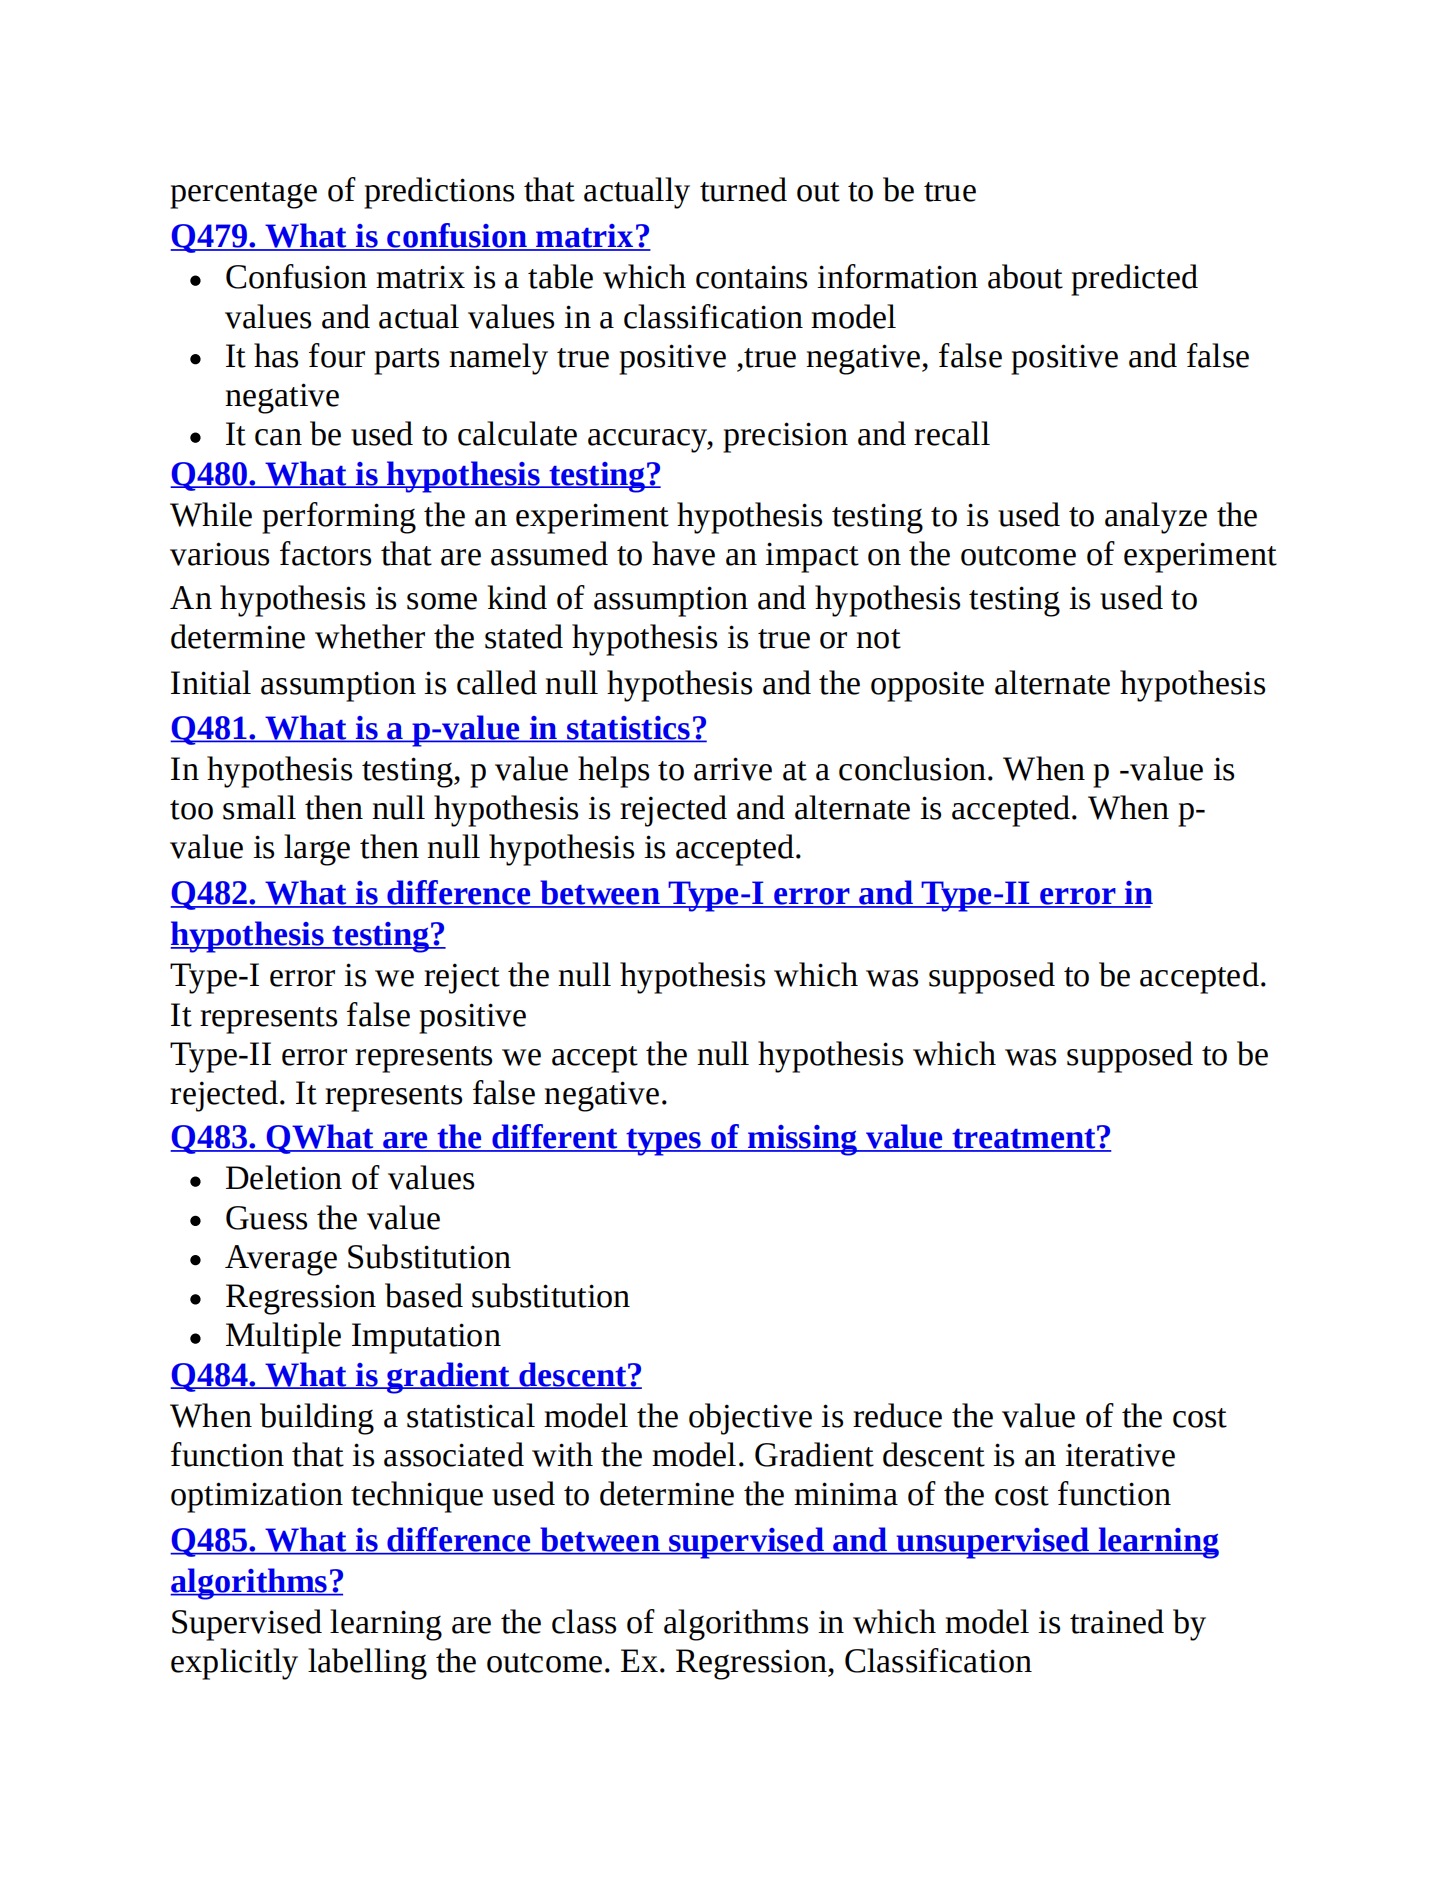 percentage of predictions that actually turned out to be true
Q479. What is confusion matrix?
● Confusion matrix is a table which contains information about predicted
values and actual values in a classification model
● It has four parts namely true positive ,true negative, false positive and false
negative
● It can be used to calculate accuracy, precision and recall
Q480. What is hypothesis testing?
While performing the an experiment hypothesis testing to is used to analyze the
various factors that are assumed to have an impact on the outcome of experiment
An hypothesis is some kind of assumption and hypothesis testing is used to
determine whether the stated hypothesis is true or not
Initial assumption is called null hypothesis and the opposite alternate hypothesis
Q481. What is a p-value in statistics?
In hypothesis testing, p value helps to arrive at a conclusion. When p -value is
too small then null hypothesis is rejected and alternate is accepted. When p-
value is large then null hypothesis is accepted.
Q482. What is difference between Type-I error and Type-II error in
hypothesis testing?
Type-I error is we reject the null hypothesis which was supposed to be accepted.
It represents false positive
Type-II error represents we accept the null hypothesis which was supposed to be
rejected. It represents false negative.
Q483. QWhat are the different types of missing value treatment?
● Deletion of values
● Guess the value
● Average Substitution
● Regression based substitution
● Multiple Imputation
Q484. What is gradient descent?
When building a statistical model the objective is reduce the value of the cost
function that is associated with the model. Gradient descent is an iterative
optimization technique used to determine the minima of the cost function
Q485. What is difference between supervised and unsupervised learning
algorithms?
Supervised learning are the class of algorithms in which model is trained by
explicitly labelling the outcome. Ex. Regression, Classification